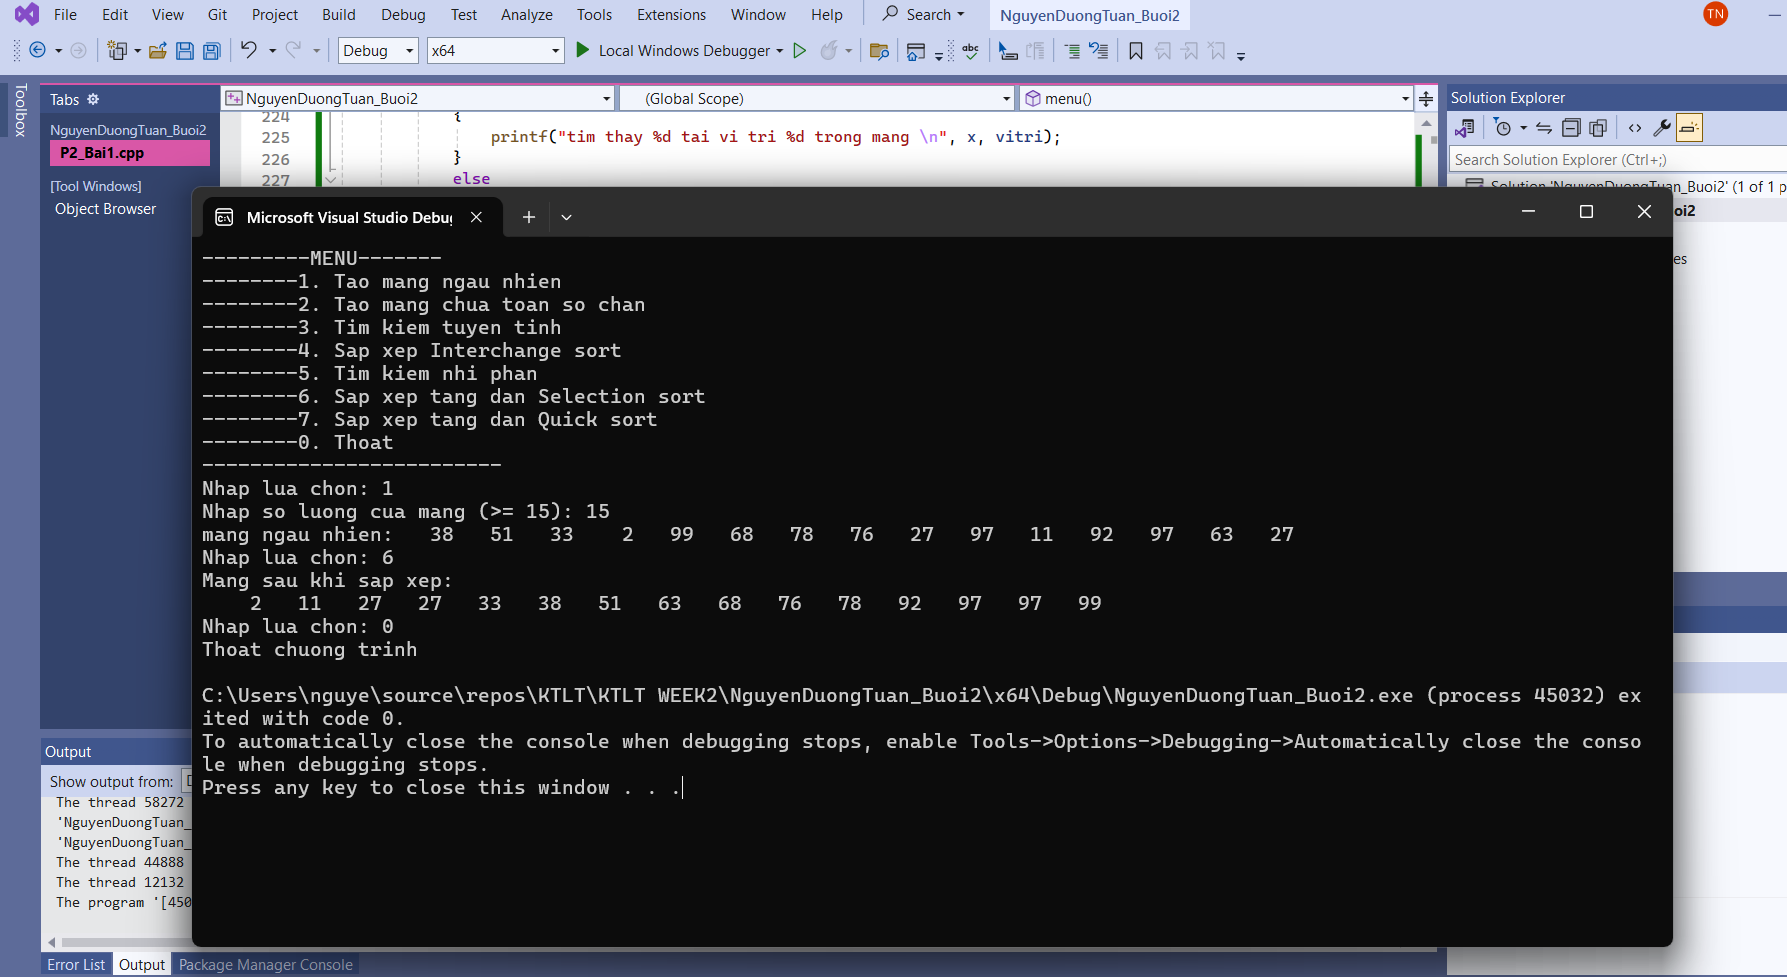 File Edit View Git Project Build Debug Test Analyze Tools Extensions Window Help Search NguyenDuongTuan_Buoi2 TN
Debug x64 Local Windows Debugger abc
Toolbox
Tabs
NguyenDuongTuan_Buoi2
P2_Bai1.cpp
[Tool Windows]
Object Browser
NguyenDuongTuan_Buoi2 (Global Scope) menu()
224 {
225 printf("tim thay %d tai vi tri %d trong mang \n", x, vitri);
226 }
227 else
Solution Explorer
Search Solution Explorer (Ctrl+;)
Solution 'NguyenDuongTuan_Buoi2' (1 of 1 p
oi2
es
Microsoft Visual Studio Debu
---------MENU-------
--------1. Tao mang ngau nhien
--------2. Tao mang chua toan so chan
--------3. Tim kiem tuyen tinh
--------4. Sap xep Interchange sort
--------5. Tim kiem nhi phan
--------6. Sap xep tang dan Selection sort
--------7. Sap xep tang dan Quick sort
--------0. Thoat
-------------------------
Nhap lua chon: 1
Nhap so luong cua mang (>= 15): 15
mang ngau nhien: 38 51 33 2 99 68 78 76 27 97 11 92 97 63 27
Nhap lua chon: 6
Mang sau khi sap xep:
2 11 27 27 33 38 51 63 68 76 78 92 97 97 99
Nhap lua chon: 0
Thoat chuong trinh
C:\Users\nguye\source\repos\KTLT\KTLT WEEK2\NguyenDuongTuan_Buoi2\x64\Debug\NguyenDuongTuan_Buoi2.exe (process 45032) ex
ited with code 0.
To automatically close the console when debugging stops, enable Tools->Options->Debugging->Automatically close the conso
le when debugging stops.
Press any key to close this window . . .
Output
Show output from:
The thread 58272
'NguyenDuongTuan_
'NguyenDuongTuan_
The thread 44888
The thread 12132
The program '[450
Error List Output Package Manager Console